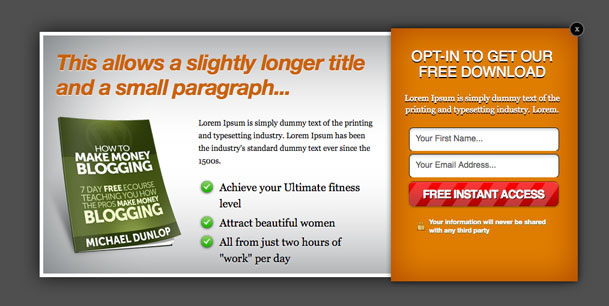 This allows a slightly longer title
and a small paragraph...
HOW TO
MAKE MONEY
BLOGGING
7 DAY FREE ECOURSE
TEACHING YOU HOW
THE PROS MAKE MONEY
BLOGGING
MICHAEL DUNLOP
Lorem Ipsum is simply dummy text of the printing
and typesetting industry. Lorem Ipsum has been
the industry's standard dummy text ever since the
1500s.
Achieve your Ultimate fitness
level
Attract beautiful women
All from just two hours of
"work" per day
x
OPT-IN TO GET OUR
FREE DOWNLOAD
Lorem Ipsum is simply dummy text of the
printing and typesetting industry. Lorem.
Your First Name...
Your Email Address...
FREE INSTANT ACCESS
Your information will never be shared
with any third party